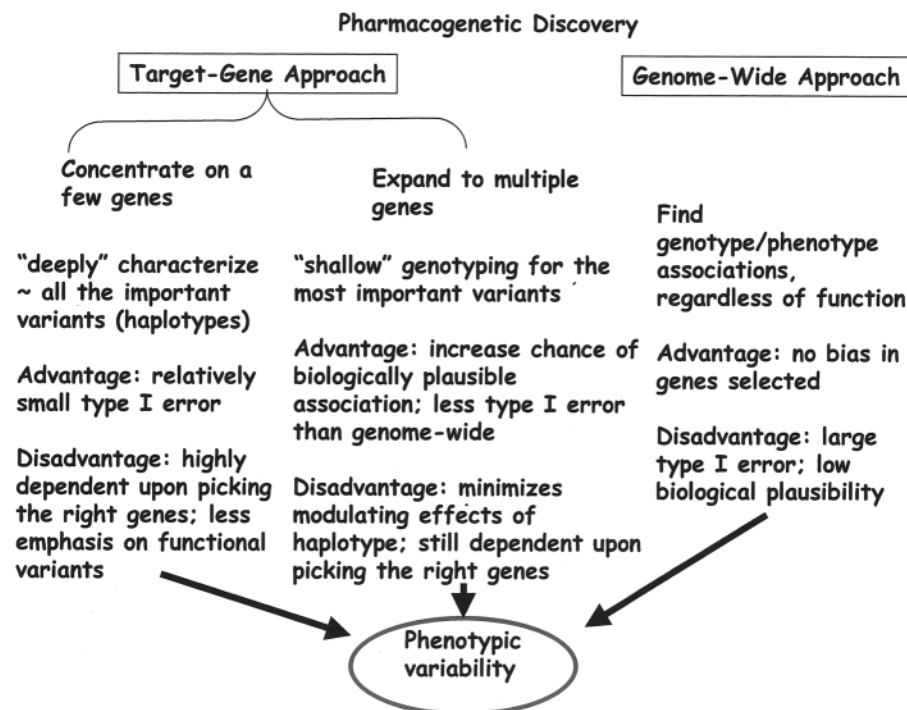 Pharmacogenetic Discovery
Target-Gene Approach
Genome-Wide Approach
Concentrate on a
few genes
"deeply" characterize
~ all the important
variants (haplotypes)
Advantage: relatively
small type I error
Disadvantage: highly
dependent upon picking
the right genes; less
emphasis on functional
variants
Expand to multiple
genes
"shallow" genotyping for the
most important variants
Advantage: increase chance of
biologically plausible
association; less type I error
than genome-wide
Disadvantage: minimizes
modulating effects of
haplotype; still dependent upon
picking the right genes
Find
genotype/phenotype
associations,
regardless of function
Advantage: no bias in
genes selected
Disadvantage: large
type I error; low
biological plausibility
Phenotypic
variability